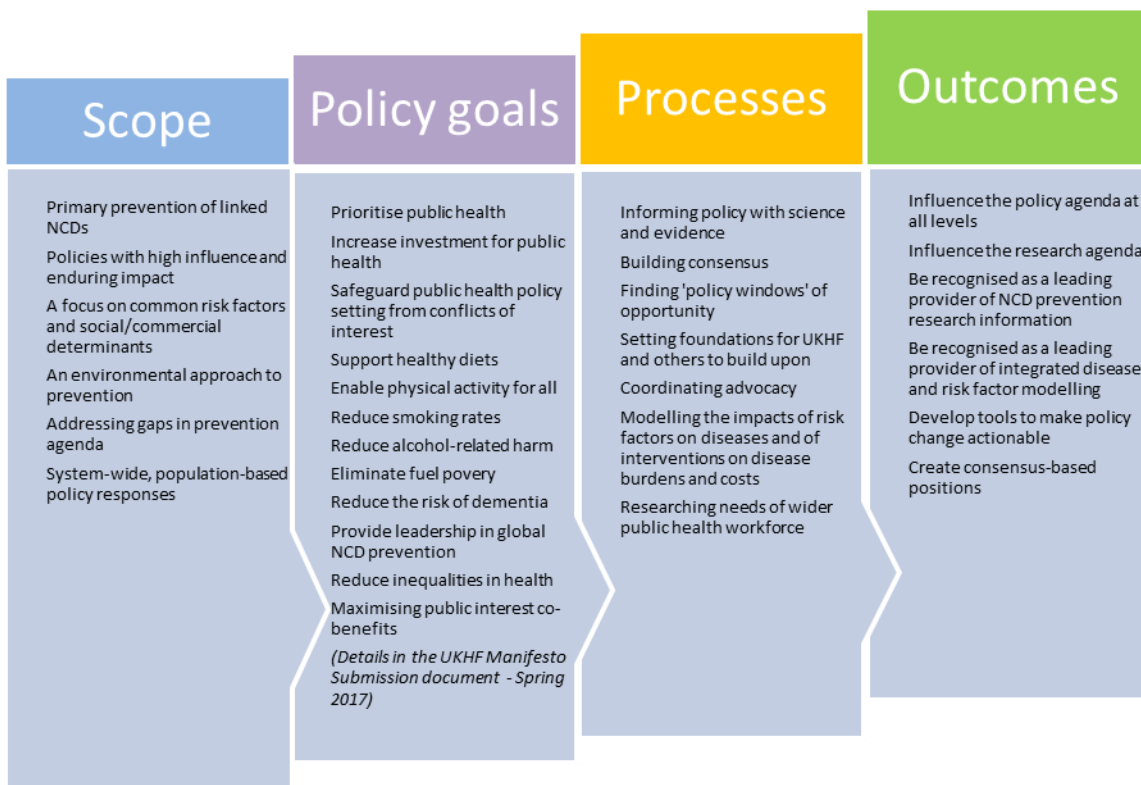 Scope
Primary prevention of linked
NCDs
Policies with high influence and
enduring impact
A focus on common risk factors
and social/commercial
determinants
An environmental approach to
prevention
Addressing gaps in prevention
agenda
System-wide, population-based
policy responses
Policy goals
Prioritise public health
Increase investment for public
health
Safeguard public health policy
setting from conflicts of
interest
Support healthy diets
Enable physical activity for all
Reduce smoking rates
Reduce alcohol-related harm
Eliminate fuel povery
Reduce the risk of dementia
Provide leadership in global
NCD prevention
Reduce inequalities in health
Maximising public interest co-
benefits
(Details in the UKHF Manifesto
Submission document - Spring
2017)
Processes
Informing policy with science
and evidence
Building consensus
Finding 'policy windows' of
opportunity
Setting foundations for UKHF
and others to build upon
Coordinating advocacy
Modelling the impacts of risk
factors on diseases and of
interventions on disease
burdens and costs
Researching needs of wider
public health workforce
Outcomes
Influence the policy agenda at
all levels
Influence the research agenda
Be recognised as a leading
provider of NCD prevention
research information
Be recognised as a leading
provider of integrated disease
and risk factor modelling
Develop tools to make policy
change actionable
Create consensus-based
positions